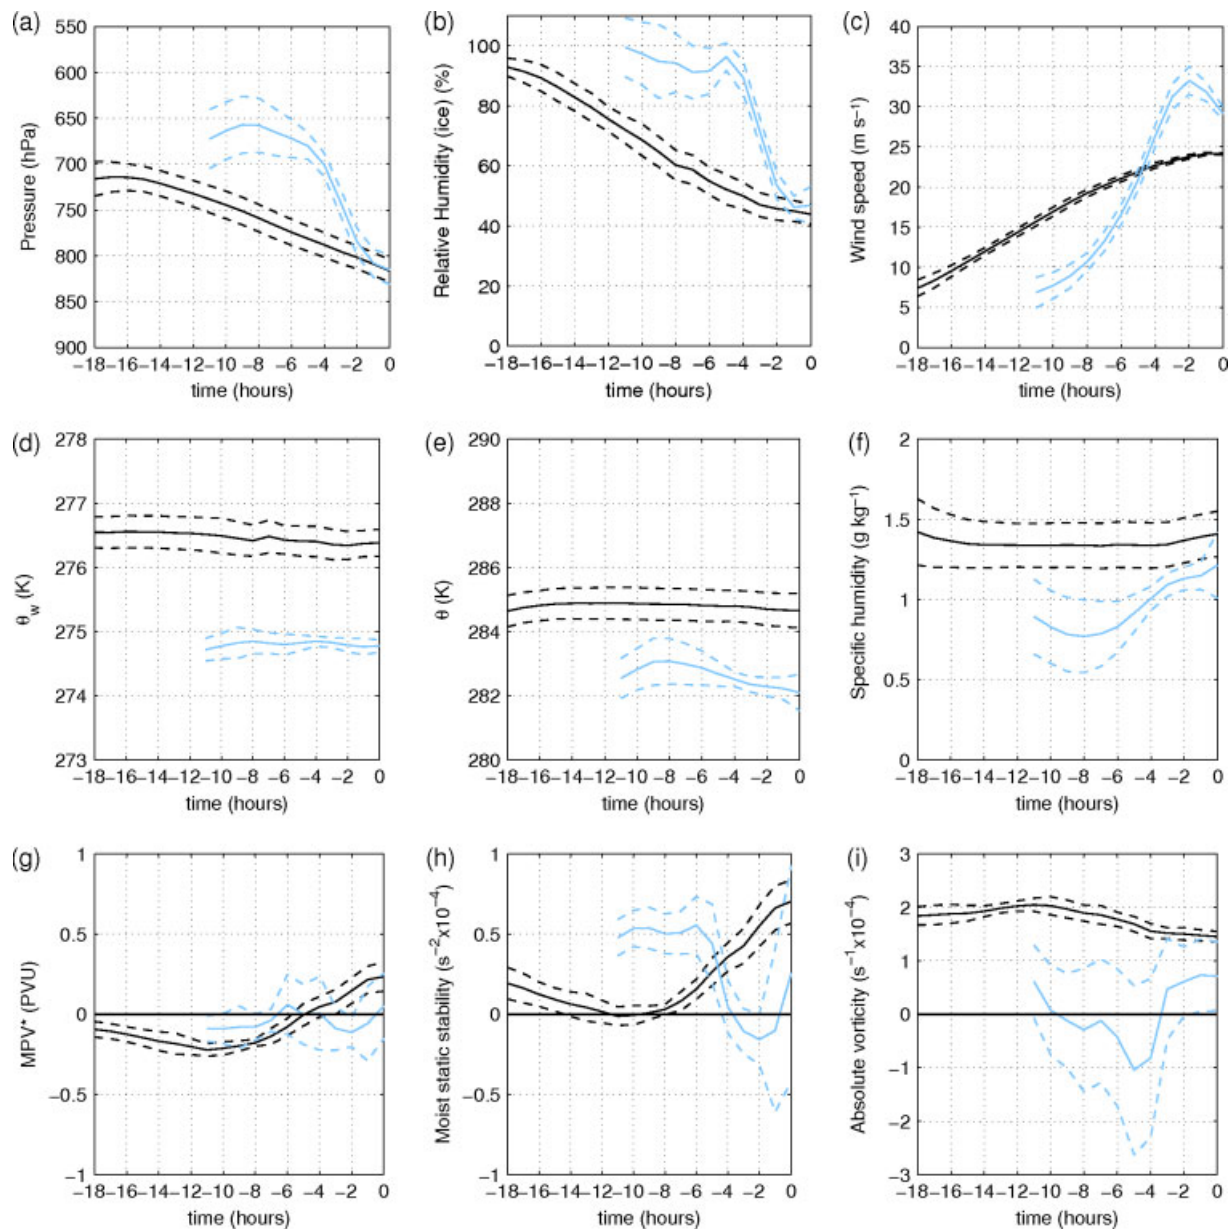 (a)
550
600
650
700
750
800
850
900
Pressure (hPa)
−18−16−14−12−10 −8 −6 −4 −2 0
time (hours)
(b)
100
80
60
40
20
0
Relative Humidity (ice) (%)
−18−16−14−12−10 −8 −6 −4 −2 0
time (hours)
(c)
40
35
30
25
20
15
10
5
0
Wind speed (m s⁻¹)
−18−16−14−12−10 −8 −6 −4 −2 0
time (hours)
(d)
278
277
276
275
274
273
θ_w (K)
−18−16−14−12−10 −8 −6 −4 −2 0
time (hours)
(e)
290
288
286
284
282
280
θ (K)
−18−16−14−12−10 −8 −6 −4 −2 0
time (hours)
(f)
2
1.5
1
0.5
0
Specific humidity (g kg⁻¹)
−18−16−14−12−10 −8 −6 −4 −2 0
time (hours)
(g)
1
0.5
0
−0.5
−1
MPV* (PVU)
−18−16−14−12−10 −8 −6 −4 −2 0
time (hours)
(h)
1
0.5
0
−0.5
−1
Moist static stability (s⁻²x10⁻⁴)
−18−16−14−12−10 −8 −6 −4 −2 0
time (hours)
(i)
3
2
1
0
−1
−2
−3
Absolute vorticity (s⁻¹x10⁻⁴)
−18−16−14−12−10 −8 −6 −4 −2 0
time (hours)